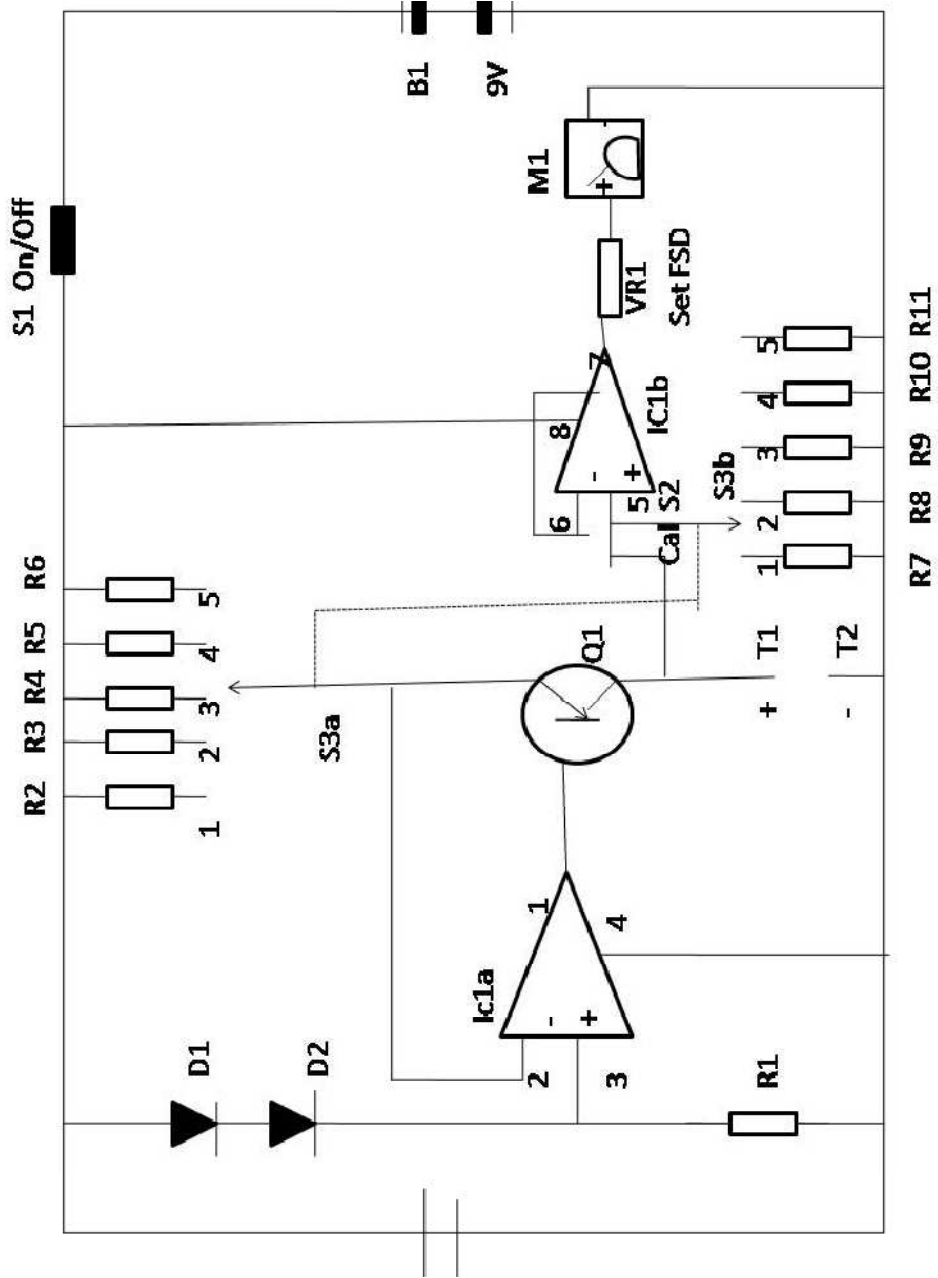 S1 On/Off
R2
R3
R4
R5
R6
1
2
3
4
5
D1
D2
S3a
B1
9V
M1
+
-
Ic1a
2
3
-
+
1
4
Q1
6
-
+
5
8
7
IC1b
VR1
Set FSD
Cal S2
S3b
T1
+
T2
-
R1
1
2
3
4
5
R7
R8
R9
R10
R11